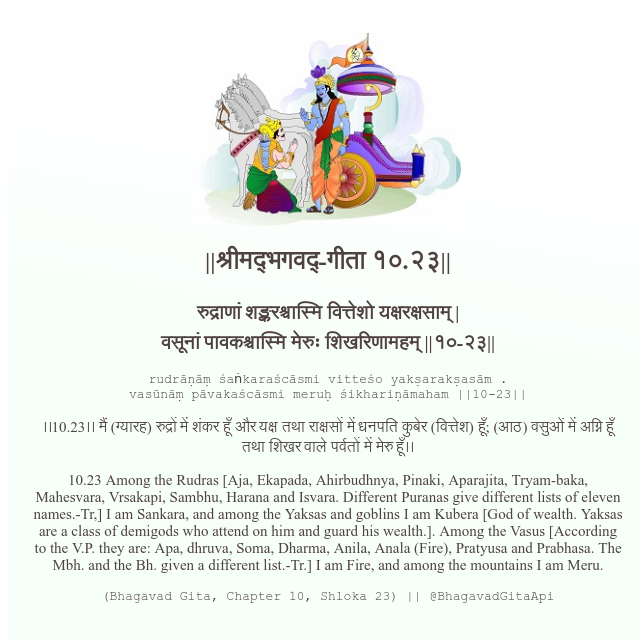 ||श्रीमद्‍भगवद्‍-गीता १०.२३||
रुद्राणां शङ्करश्चास्मि वित्तेशो यक्षरक्षसाम् |
वसूनां पावकश्चास्मि मेरुः शिखरिणामहम् ||१०-२३||
rudrāṇāṃ śaṅkaraścāsmi vitteśo yakṣarakṣasām .
vasūnāṃ pāvakaścāsmi meruḥ śikhariṇāmaham ||10-23||
।।10.23।। मैं (ग्यारह) रुद्रों में शंकर हूँ और यक्ष तथा राक्षसों में धनपति कुबेर (वित्तेश) हूँ; (आठ) वसुओं में अग्नि हूँ
तथा शिखर वाले पर्वतों में मेरु हूँ।।
10.23 Among the Rudras [Aja, Ekapada, Ahirbudhnya, Pinaki, Aparajita, Tryam-baka,
Mahesvara, Vrsakapi, Sambhu, Harana and Isvara. Different Puranas give different lists of eleven
names.-Tr,] I am Sankara, and among the Yaksas and goblins I am Kubera [God of wealth. Yaksas
are a class of demigods who attend on him and guard his wealth.]. Among the Vasus [According
to the V.P. they are: Apa, dhruva, Soma, Dharma, Anila, Anala (Fire), Pratyusa and Prabhasa. The
Mbh. and the Bh. given a different list.-Tr.] I am Fire, and among the mountains I am Meru.
(Bhagavad Gita, Chapter 10, Shloka 23) || @BhagavadGitaApi